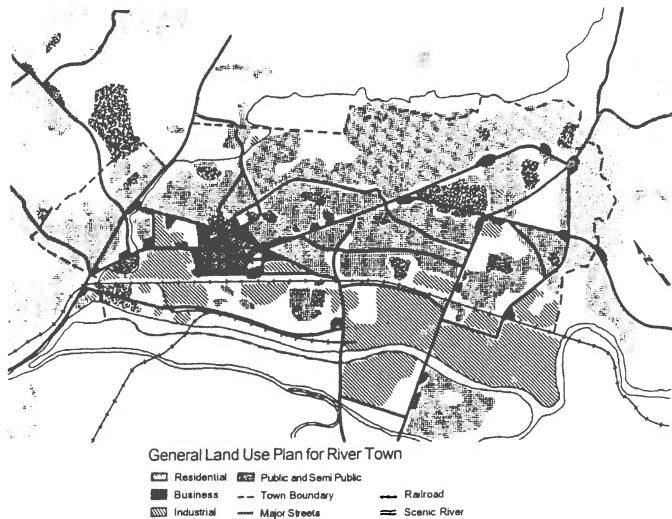 General Land Use Plan for River Town
Residential Public and Semi Public
Business Town Boundary Railroad
Industrial Major Streets Scenic River